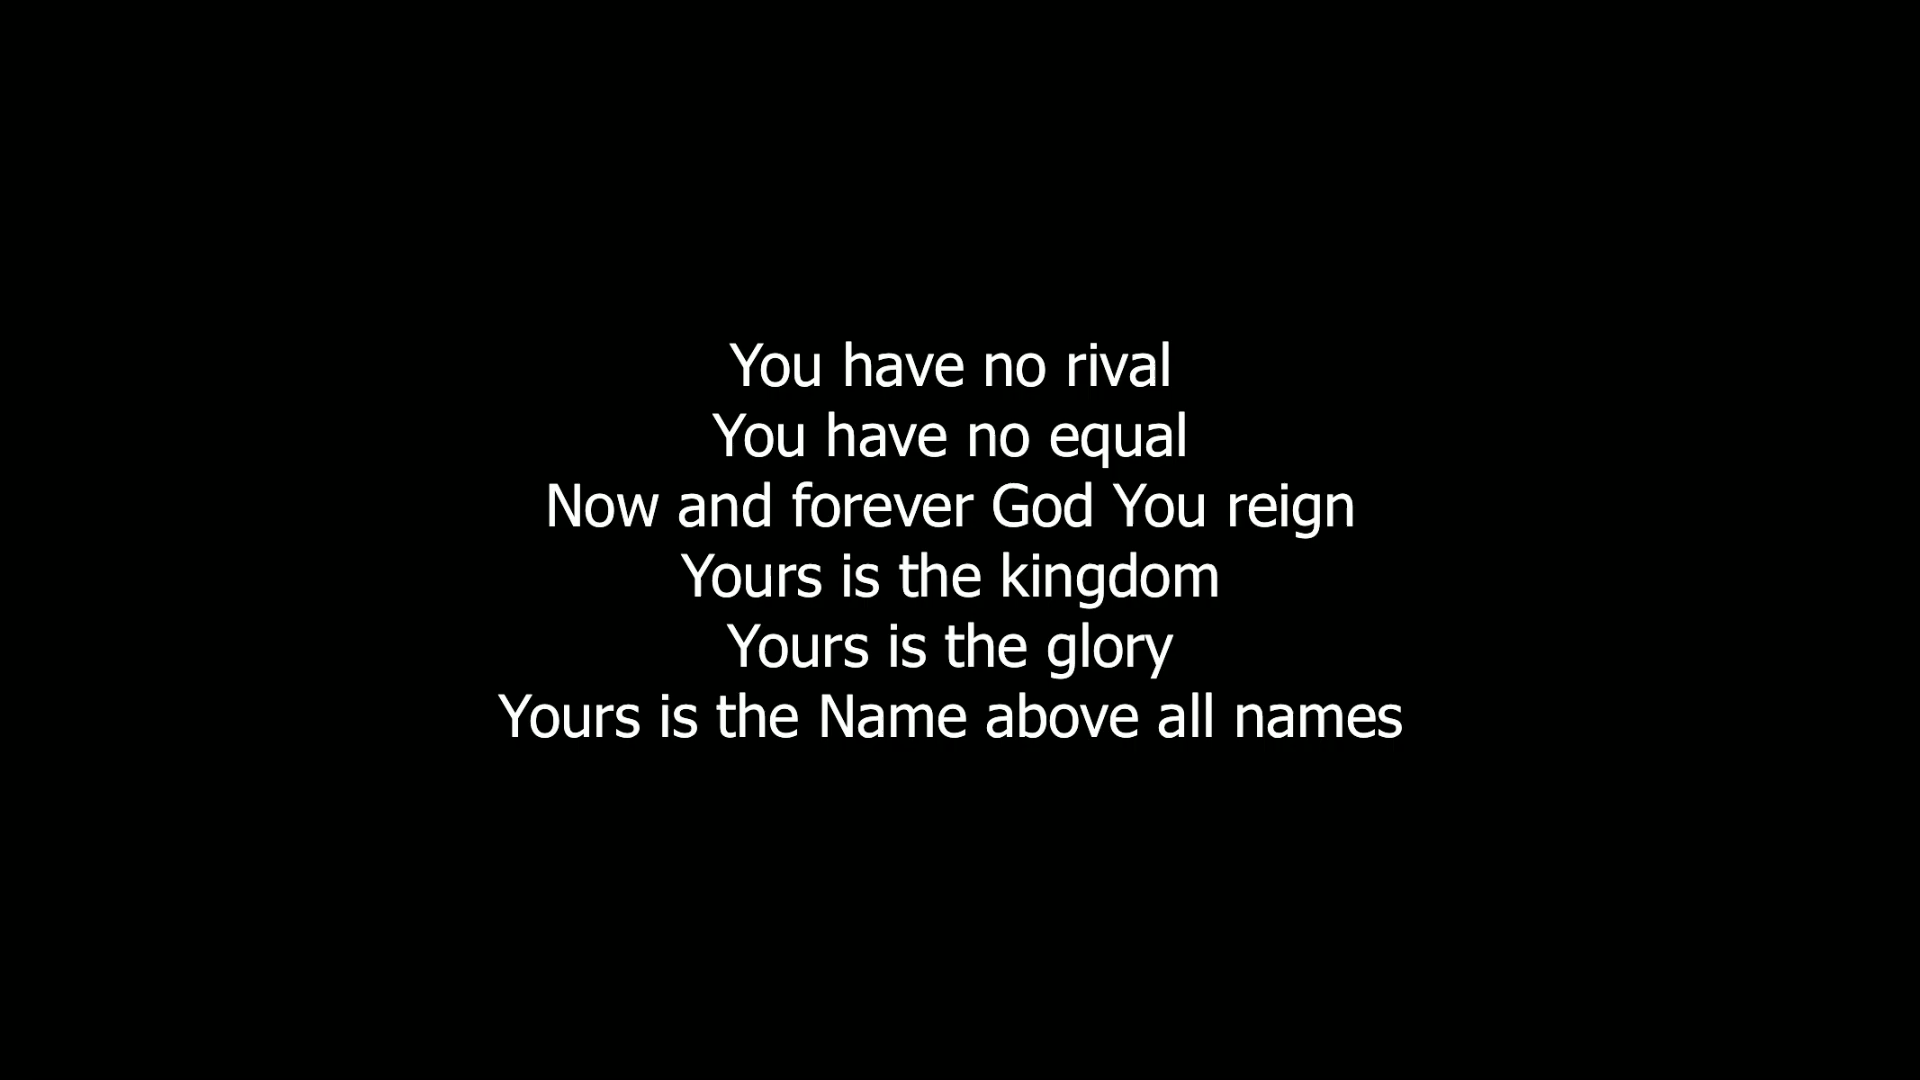 You have no rival
You have no equal
Now and forever God You reign
Yours is the kingdom
Yours is the glory
Yours is the Name above all names